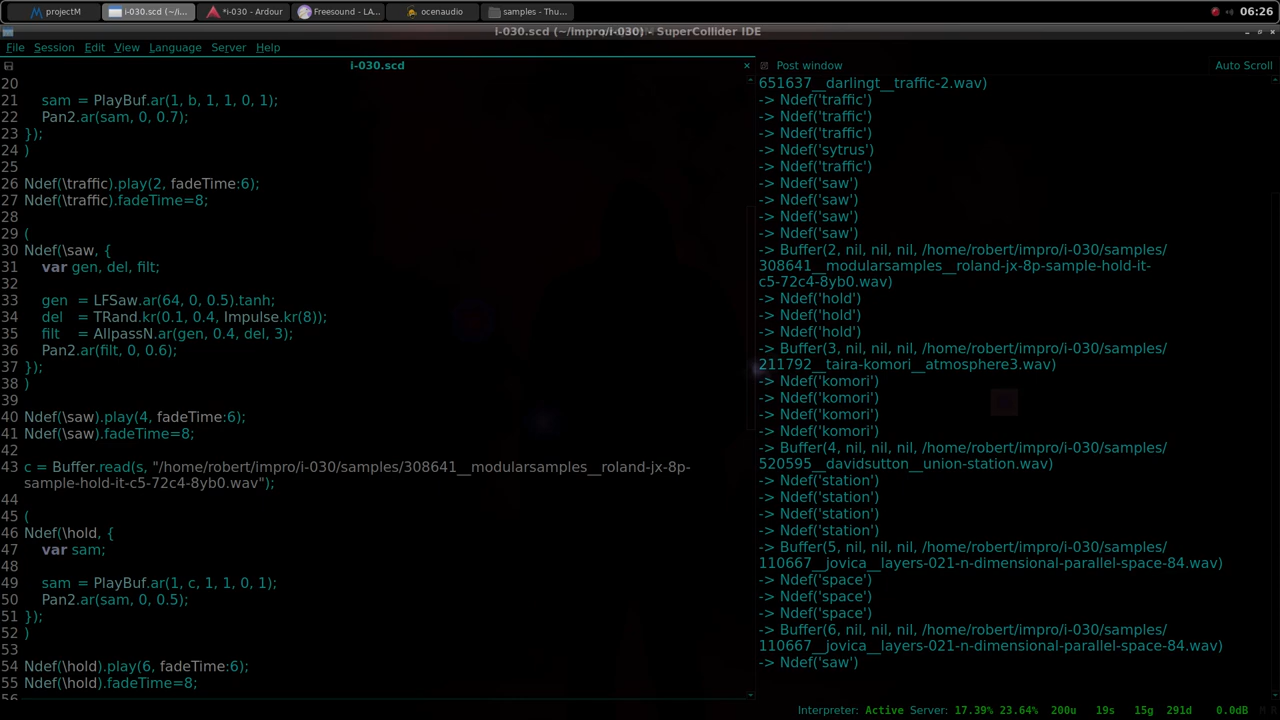 projectM
i-030.scd (~/i...
*i-030 - Ardour
Freesound - LA...
ocenaudio
samples - Thu...
06:26
i-030.scd (~/impro/i-030) - SuperCollider IDE
File Session Edit View Language Server Help
i-030.scd
20
21 sam = PlayBuf.ar(1, b, 1, 1, 0, 1);
22 Pan2.ar(sam, 0, 0.7);
23 });
24 )
25
26 Ndef(\traffic).play(2, fadeTime:6);
27 Ndef(\traffic).fadeTime=8;
28
29 (
30 Ndef(\saw, {
31 var gen, del, filt;
32
33 gen = LFSaw.ar(64, 0, 0.5).tanh;
34 del = TRand.kr(0.1, 0.4, Impulse.kr(8));
35 filt = AllpassN.ar(gen, 0.4, del, 3);
36 Pan2.ar(filt, 0, 0.6);
37 });
38 )
39
40 Ndef(\saw).play(4, fadeTime:6);
41 Ndef(\saw).fadeTime=8;
42
43 c = Buffer.read(s, "/home/robert/impro/i-030/samples/308641__modularsamples__roland-jx-8p-
sample-hold-it-c5-72c4-8yb0.wav");
44
45 (
46 Ndef(\hold, {
47 var sam;
48
49 sam = PlayBuf.ar(1, c, 1, 1, 0, 1);
50 Pan2.ar(sam, 0, 0.5);
51 });
52 )
53
54 Ndef(\hold).play(6, fadeTime:6);
55 Ndef(\hold).fadeTime=8;
56
Post window
Auto Scroll
651637__darlingt__traffic-2.wav)
-> Ndef('traffic')
-> Ndef('traffic')
-> Ndef('traffic')
-> Ndef('sytrus')
-> Ndef('traffic')
-> Ndef('saw')
-> Ndef('saw')
-> Ndef('saw')
-> Ndef('saw')
-> Buffer(2, nil, nil, nil, /home/robert/impro/i-030/samples/
308641__modularsamples__roland-jx-8p-sample-hold-it-
c5-72c4-8yb0.wav)
-> Ndef('hold')
-> Ndef('hold')
-> Ndef('hold')
-> Buffer(3, nil, nil, nil, /home/robert/impro/i-030/samples/
211792__taira-komori__atmosphere3.wav)
-> Ndef('komori')
-> Ndef('komori')
-> Ndef('komori')
-> Ndef('komori')
-> Buffer(4, nil, nil, nil, /home/robert/impro/i-030/samples/
520595__davidsutton__union-station.wav)
-> Ndef('station')
-> Ndef('station')
-> Ndef('station')
-> Ndef('station')
-> Buffer(5, nil, nil, nil, /home/robert/impro/i-030/samples/
110667__jovica__layers-021-n-dimensional-parallel-space-84.wav)
-> Ndef('space')
-> Ndef('space')
-> Ndef('space')
-> Buffer(6, nil, nil, nil, /home/robert/impro/i-030/samples/
110667__jovica__layers-021-n-dimensional-parallel-space-84.wav)
-> Ndef('saw')
Interpreter: Active Server: 17.39% 23.64% 200u 19s 15g 291d 0.0dB